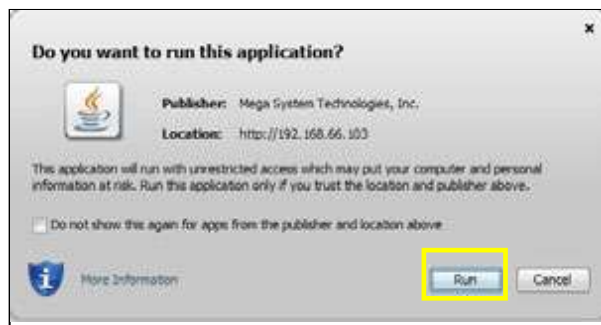 Do you want to run this application?
Publisher: Mega System Technologies, Inc.
Location: http://192.168.66.103
This application will run with unrestricted access which may put your computer and personal
information at risk. Run this application only if you trust the location and publisher above.
Do not show this again for apps from the publisher and location above
More Information
Run Cancel